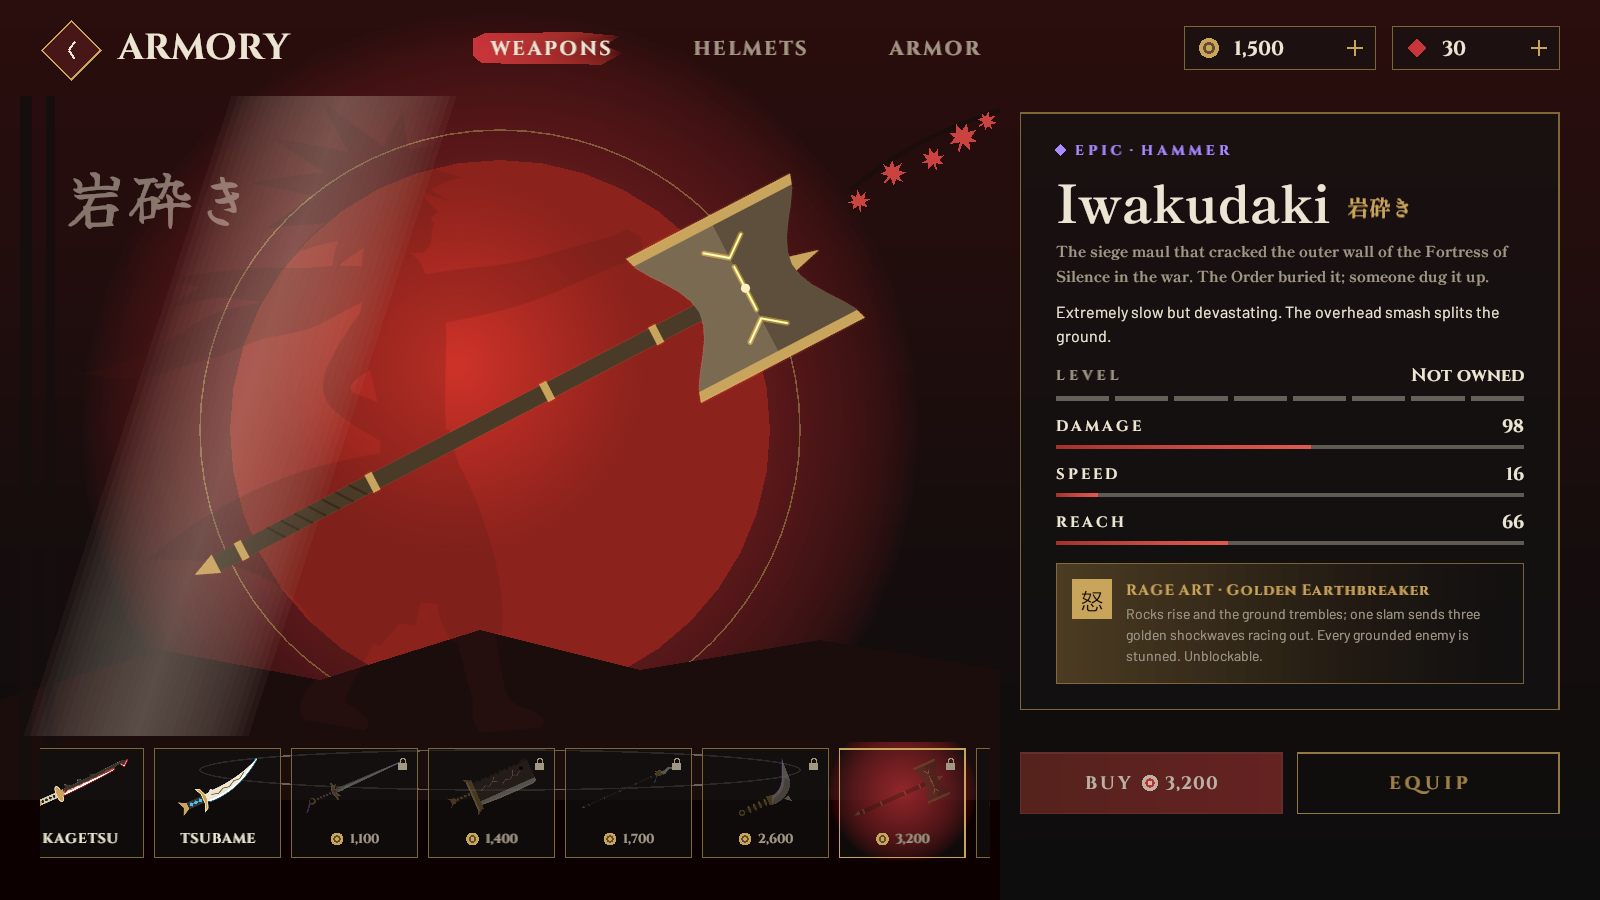 ARMORY
WEAPONS
HELMETS
ARMOR
1,500
30
岩砕き
EPIC · HAMMER
Iwakudaki 岩砕き
The siege maul that cracked the outer wall of the Fortress of
Silence in the war. The Order buried it; someone dug it up.
Extremely slow but devastating. The overhead smash splits the
ground.
LEVEL NOT OWNED
DAMAGE 98
SPEED 16
REACH 66
怒
RAGE ART · GOLDEN EARTHBREAKER
Rocks rise and the ground trembles; one slam sends three
golden shockwaves racing out. Every grounded enemy is
stunned. Unblockable.
KAGETSU
TSUBAME
1,100
1,400
1,700
2,600
3,200
BUY 3,200
EQUIP